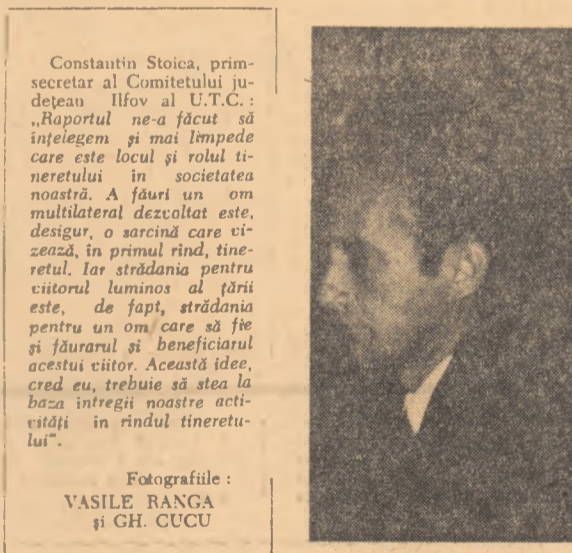 Constantin Stoica, prim-
secretar al Comitetului ju-
dețean Ilfov al U.T.C. :
„Raportul ne-a făcut să
înțelegem și mai limpede
care este locul și rolul ti-
neretului în societatea
noastră. A făuri un om
multilateral dezvoltat este,
desigur, o sarcină care vi-
zează, în primul rînd, tine-
retul. Iar strădania pentru
viitorul luminos al țării
este, de fapt, strădania
pentru un om care să fie
și făurarul și beneficiarul
acestui viitor. Această idee,
cred eu, trebuie să stea la
baza întregii noastre acti-
vități în rîndul tineretu-
lui".
Fotografiile :
VASILE RANGA
și GH. CUCU